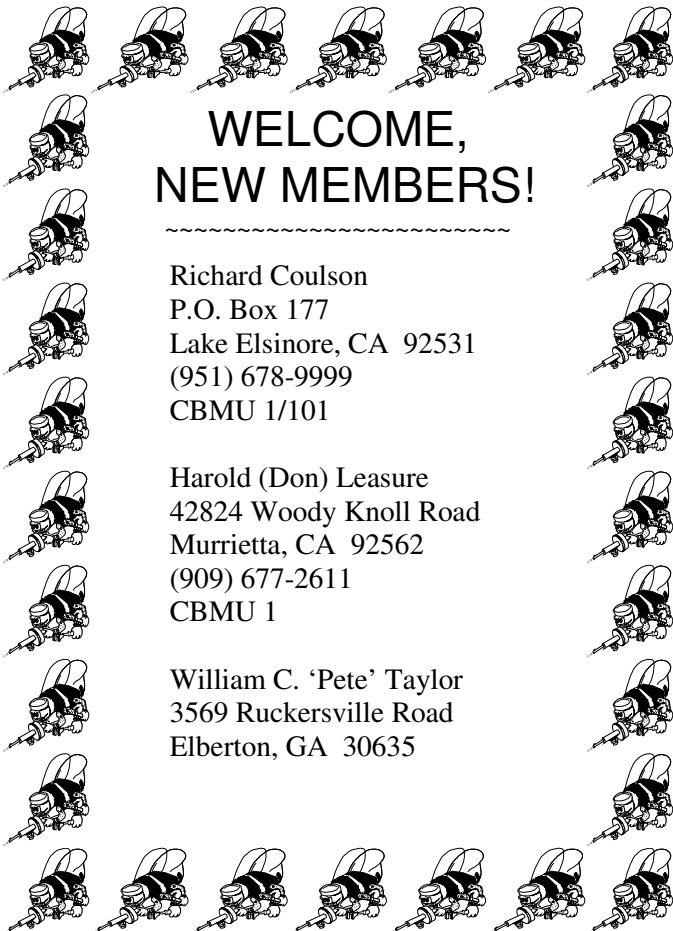 WELCOME,
NEW MEMBERS!
~~~~~~~~~~~~~~~~~~~~~~~~
Richard Coulson
P.O. Box 177
Lake Elsinore, CA  92531
(951) 678-9999
CBMU 1/101
Harold (Don) Leasure
42824 Woody Knoll Road
Murrietta, CA  92562
(909) 677-2611
CBMU 1
William C. ‘Pete’ Taylor
3569 Ruckersville Road
Elberton, GA  30635